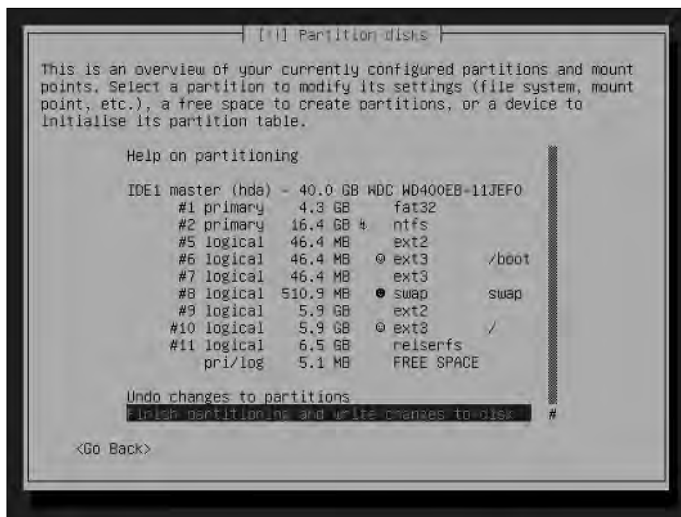 [!] Partition disks
This is an overview of your currently configured partitions and mount
points. Select a partition to modify its settings (file system, mount
point, etc.), a free space to create partitions, or a device to
initialise its partition table.
Help on partitioning
IDE1 master (hda) - 40.0 GB WDC WD400EB-11JEF0
#1 primary 4.3 GB fat32
#2 primary 16.4 GB ntfs
#5 logical 46.4 MB ext2
#6 logical 46.4 MB ☺ ext3 /boot
#7 logical 46.4 MB ext3
#8 logical 510.9 MB ☻ swap swap
#9 logical 5.9 GB ext2
#10 logical 5.9 GB ☺ ext3 /
#11 logical 6.5 GB reiserfs
pri/log 5.1 MB FREE SPACE
Undo changes to partitions
Finish partitioning and write changes to disk #
<Go Back>